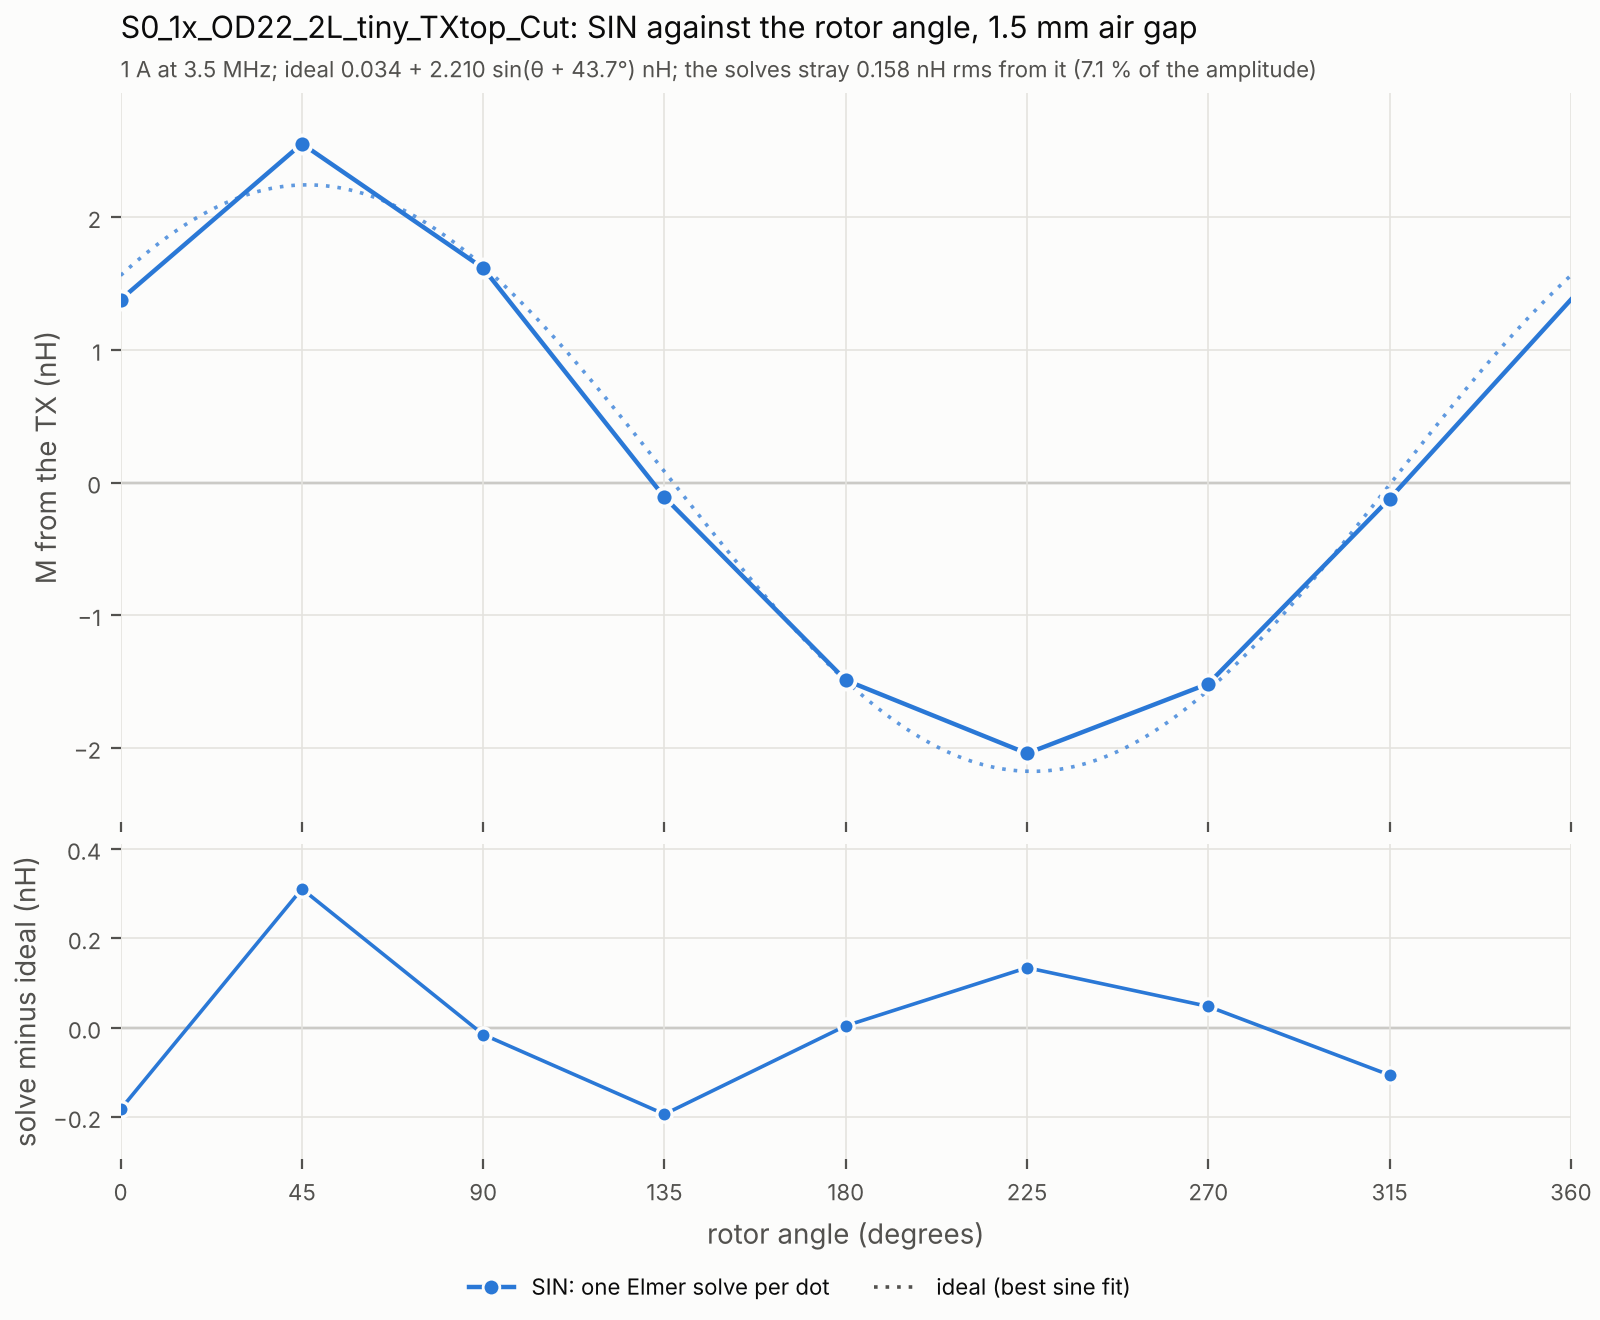 S0_1x_OD22_2L_tiny_TXtop_Cut: SIN against the rotor angle, 1.5 mm air gap
1 A at 3.5 MHz; ideal 0.034 + 2.210 sin(θ + 43.7°) nH; the solves stray 0.158 nH rms from it (7.1 % of the amplitude)
M from the TX (nH)
2
1
0
−1
−2
solve minus ideal (nH)
0.4
0.2
0.0
−0.2
0 45 90 135 180 225 270 315 360
rotor angle (degrees)
SIN: one Elmer solve per dot ideal (best sine fit)